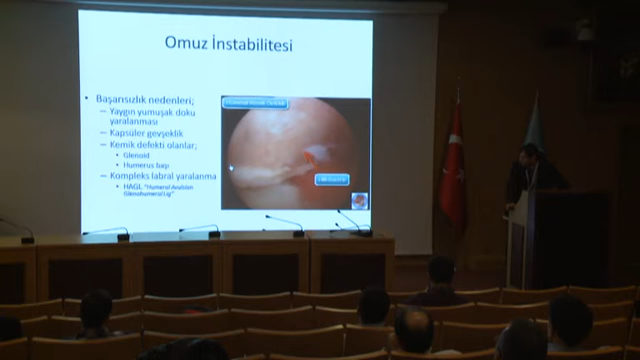 Omuz İnstabilitesi
• Başarısızlık nedenleri;
– Yaygın yumuşak doku
yaralanması
– Kapsüler gevşeklik
– Kemik defekti olanlar;
• Glenoid
• Humerus başı
– Kompleks labral yaralanma
• HAGL "Humeral Avulsion
Glenohumeral Lig"